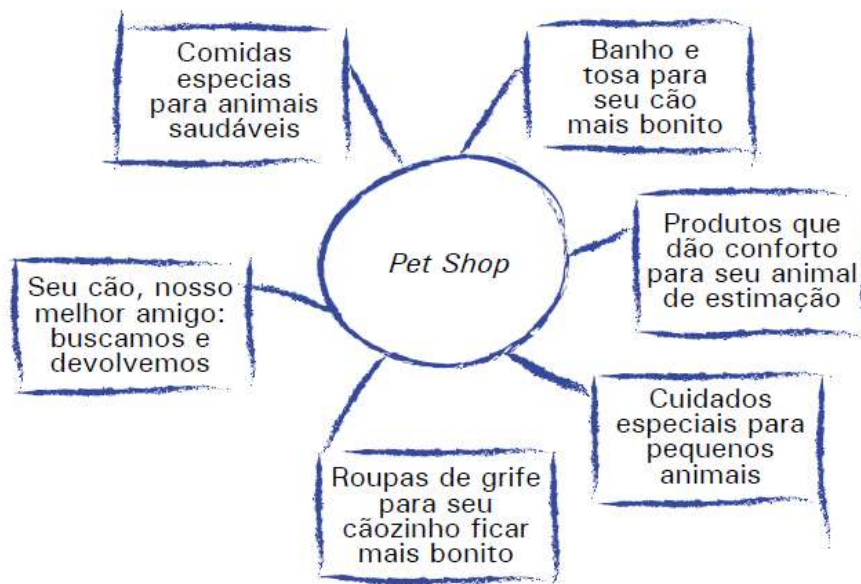 Comidas
especias
para animais
saudáveis
Banho e
tosa para
seu cão
mais bonito
Pet Shop
Produtos que
dão conforto
para seu animal
de estimação
Seu cão, nosso
melhor amigo:
buscamos e
devolvemos
Cuidados
especiais para
pequenos
animais
Roupas de grife
para seu
cãozinho ficar
mais bonito